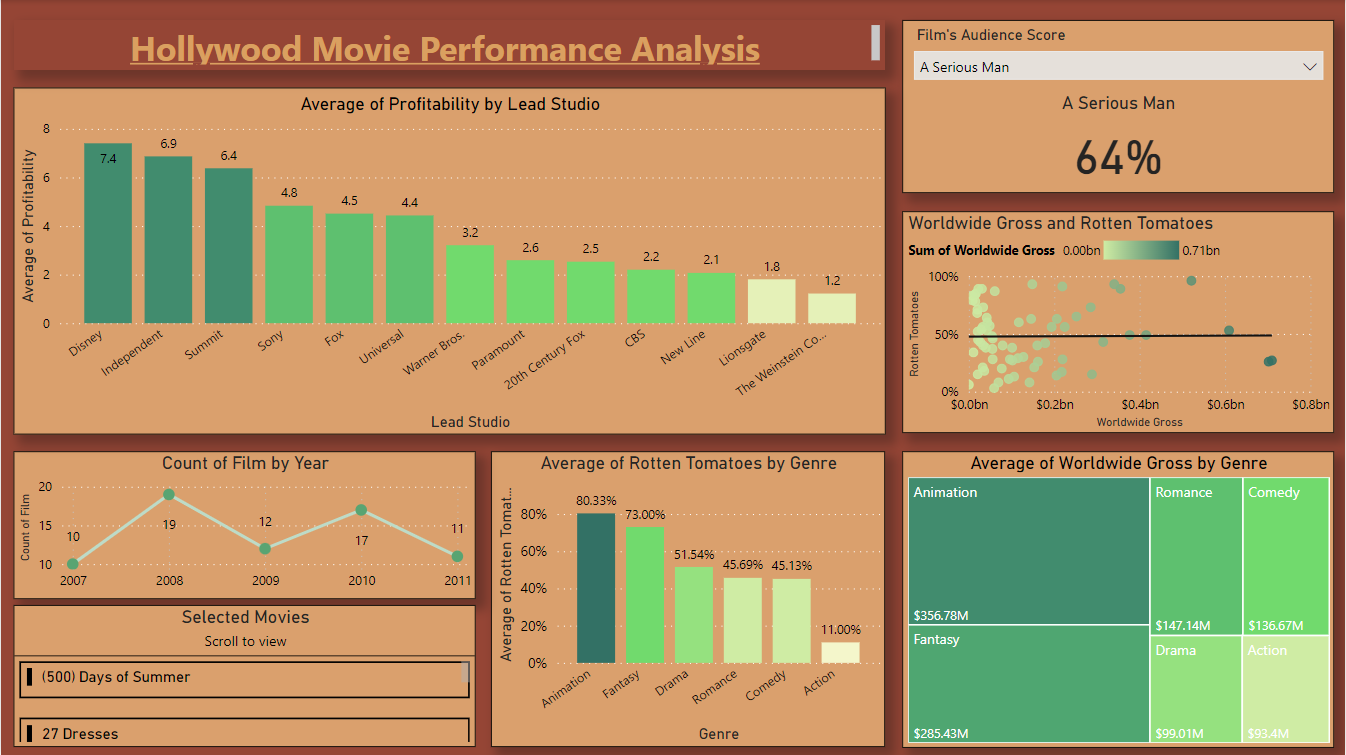 Hollywood Movie Performance Analysis
Film's Audience Score
A Serious Man
A Serious Man
64%
Average of Profitability by Lead Studio
Average of Profitability
8
6
4
2
0
7.4
6.9
6.4
4.8
4.5
4.4
3.2
2.6
2.5
2.2
2.1
1.8
1.2
Disney
Independent
Summit
Sony
Fox
Universal
Warner Bros.
Paramount
20th Century Fox
CBS
New Line
Lionsgate
The Weinstein Co...
Lead Studio
Worldwide Gross and Rotten Tomatoes
Sum of Worldwide Gross 0.00bn 0.71bn
Rotten Tomatoes
100%
50%
0%
$0.0bn $0.2bn $0.4bn $0.6bn $0.8bn
Worldwide Gross
Count of Film by Year
Count of Film
20
15
10
10
19
12
17
11
2007 2008 2009 2010 2011
Selected Movies
Scroll to view
(500) Days of Summer
27 Dresses
Average of Rotten Tomatoes by Genre
Average of Rotten Tomat...
80%
60%
40%
20%
0%
80.33%
73.00%
51.54%
45.69%
45.13%
11.00%
Animation
Fantasy
Drama
Romance
Comedy
Action
Genre
Average of Worldwide Gross by Genre
Animation
$356.78M
Fantasy
$285.43M
Romance
$147.14M
Comedy
$136.67M
Drama
$99.01M
Action
$93.4M